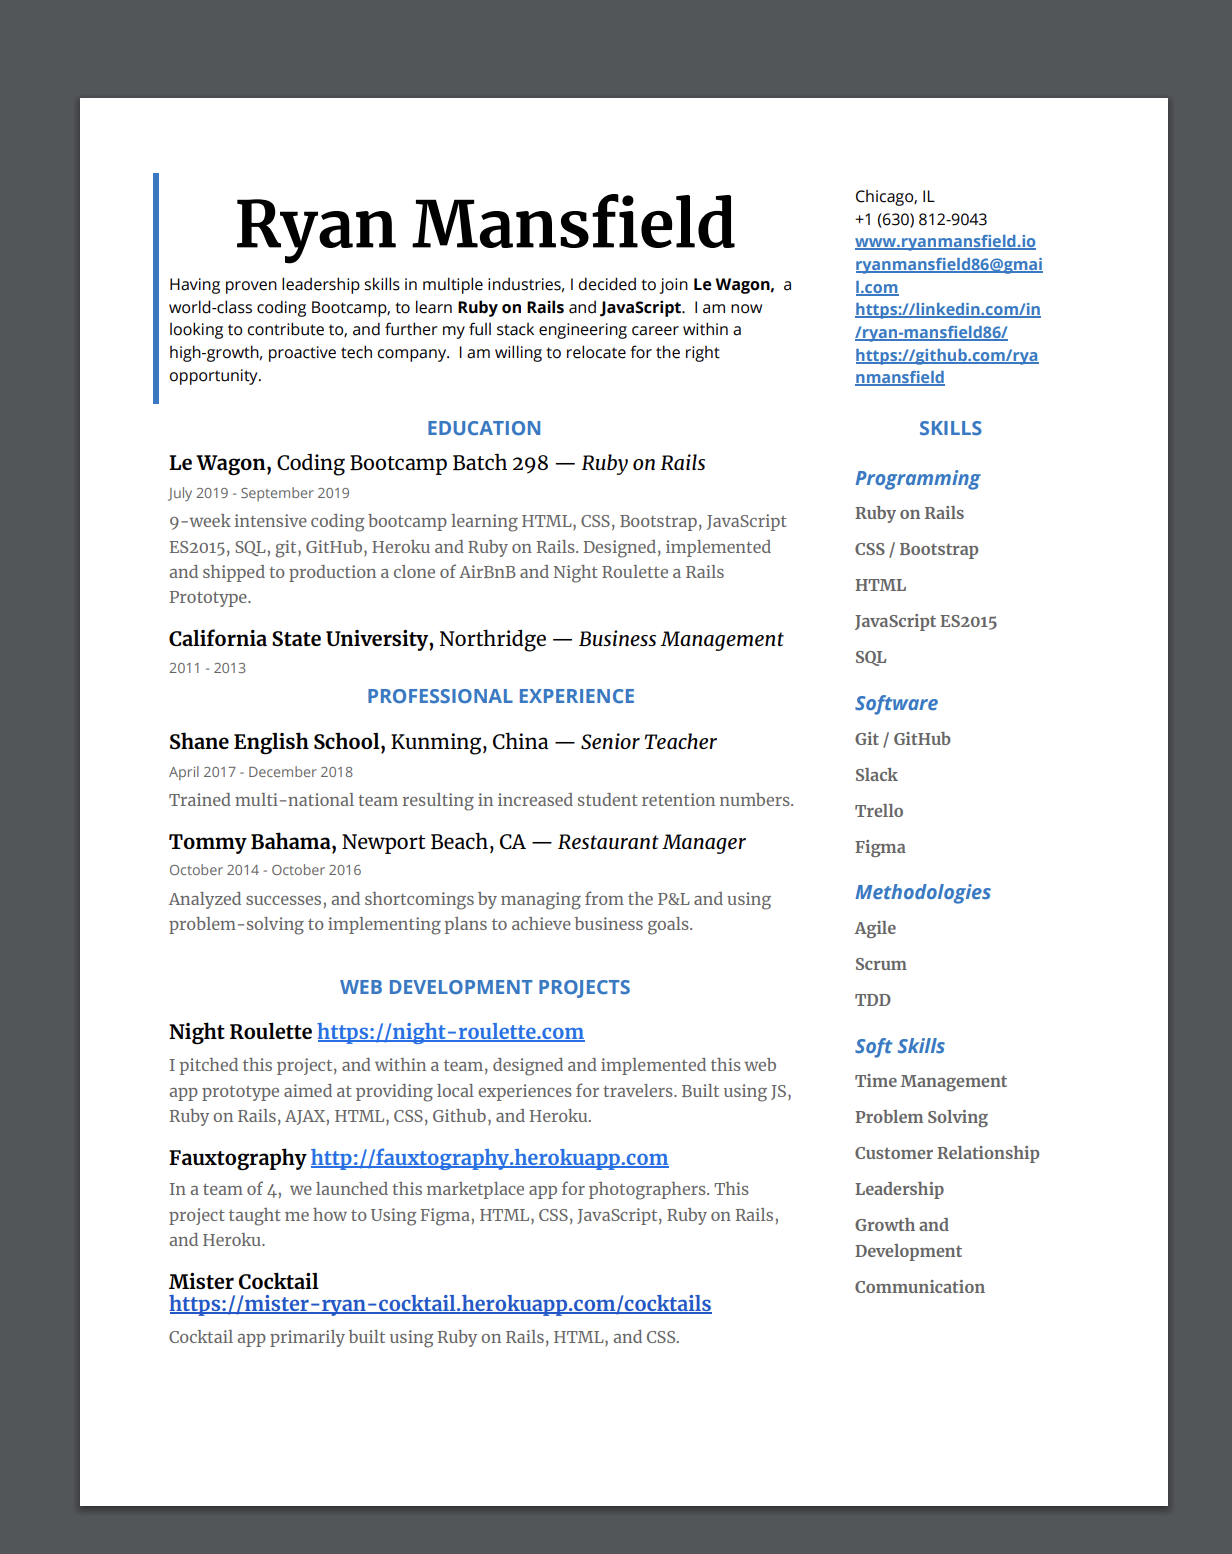 Ryan Mansfield
Having proven leadership skills in multiple industries, I decided to join Le Wagon,  a
world-class coding Bootcamp, to learn Ruby on Rails and JavaScript.  I am now
looking to contribute to, and further my full stack engineering career within a
high-growth, proactive tech company.  I am willing to relocate for the right
opportunity.
Chicago, IL
+1 (630) 812-9043
www.ryanmansfield.io
ryanmansfield86@gmai
l.com
https://linkedin.com/in
/ryan-mansfield86/
https://github.com/rya
nmansfield
EDUCATION
Le Wagon, Coding Bootcamp Batch 298 — Ruby on Rails
July 2019 - September 2019
9-week intensive coding bootcamp learning HTML, CSS, Bootstrap, JavaScript
ES2015, SQL, git, GitHub, Heroku and Ruby on Rails. Designed, implemented
and shipped to production a clone of AirBnB and Night Roulette a Rails
Prototype.
California State University, Northridge — Business Management
2011 - 2013
PROFESSIONAL EXPERIENCE
Shane English School, Kunming, China — Senior Teacher
April 2017 - December 2018
Trained multi-national team resulting in increased student retention numbers.
Tommy Bahama, Newport Beach, CA — Restaurant Manager
October 2014 - October 2016
Analyzed successes, and shortcomings by managing from the P&L and using
problem-solving to implementing plans to achieve business goals.
WEB DEVELOPMENT PROJECTS
Night Roulette https://night-roulette.com
I pitched this project, and within a team, designed and implemented this web
app prototype aimed at providing local experiences for travelers. Built using JS,
Ruby on Rails, AJAX, HTML, CSS, Github, and Heroku.
Fauxtography http://fauxtography.herokuapp.com
In a team of 4,  we launched this marketplace app for photographers. This
project taught me how to Using Figma, HTML, CSS, JavaScript, Ruby on Rails,
and Heroku.
Mister Cocktail
https://mister-ryan-cocktail.herokuapp.com/cocktails
Cocktail app primarily built using Ruby on Rails, HTML, and CSS.
SKILLS
Programming
Ruby on Rails
CSS / Bootstrap
HTML
JavaScript ES2015
SQL
Software
Git / GitHub
Slack
Trello
Figma
Methodologies
Agile
Scrum
TDD
Soft Skills
Time Management
Problem Solving
Customer Relationship
Leadership
Growth and
Development
Communication